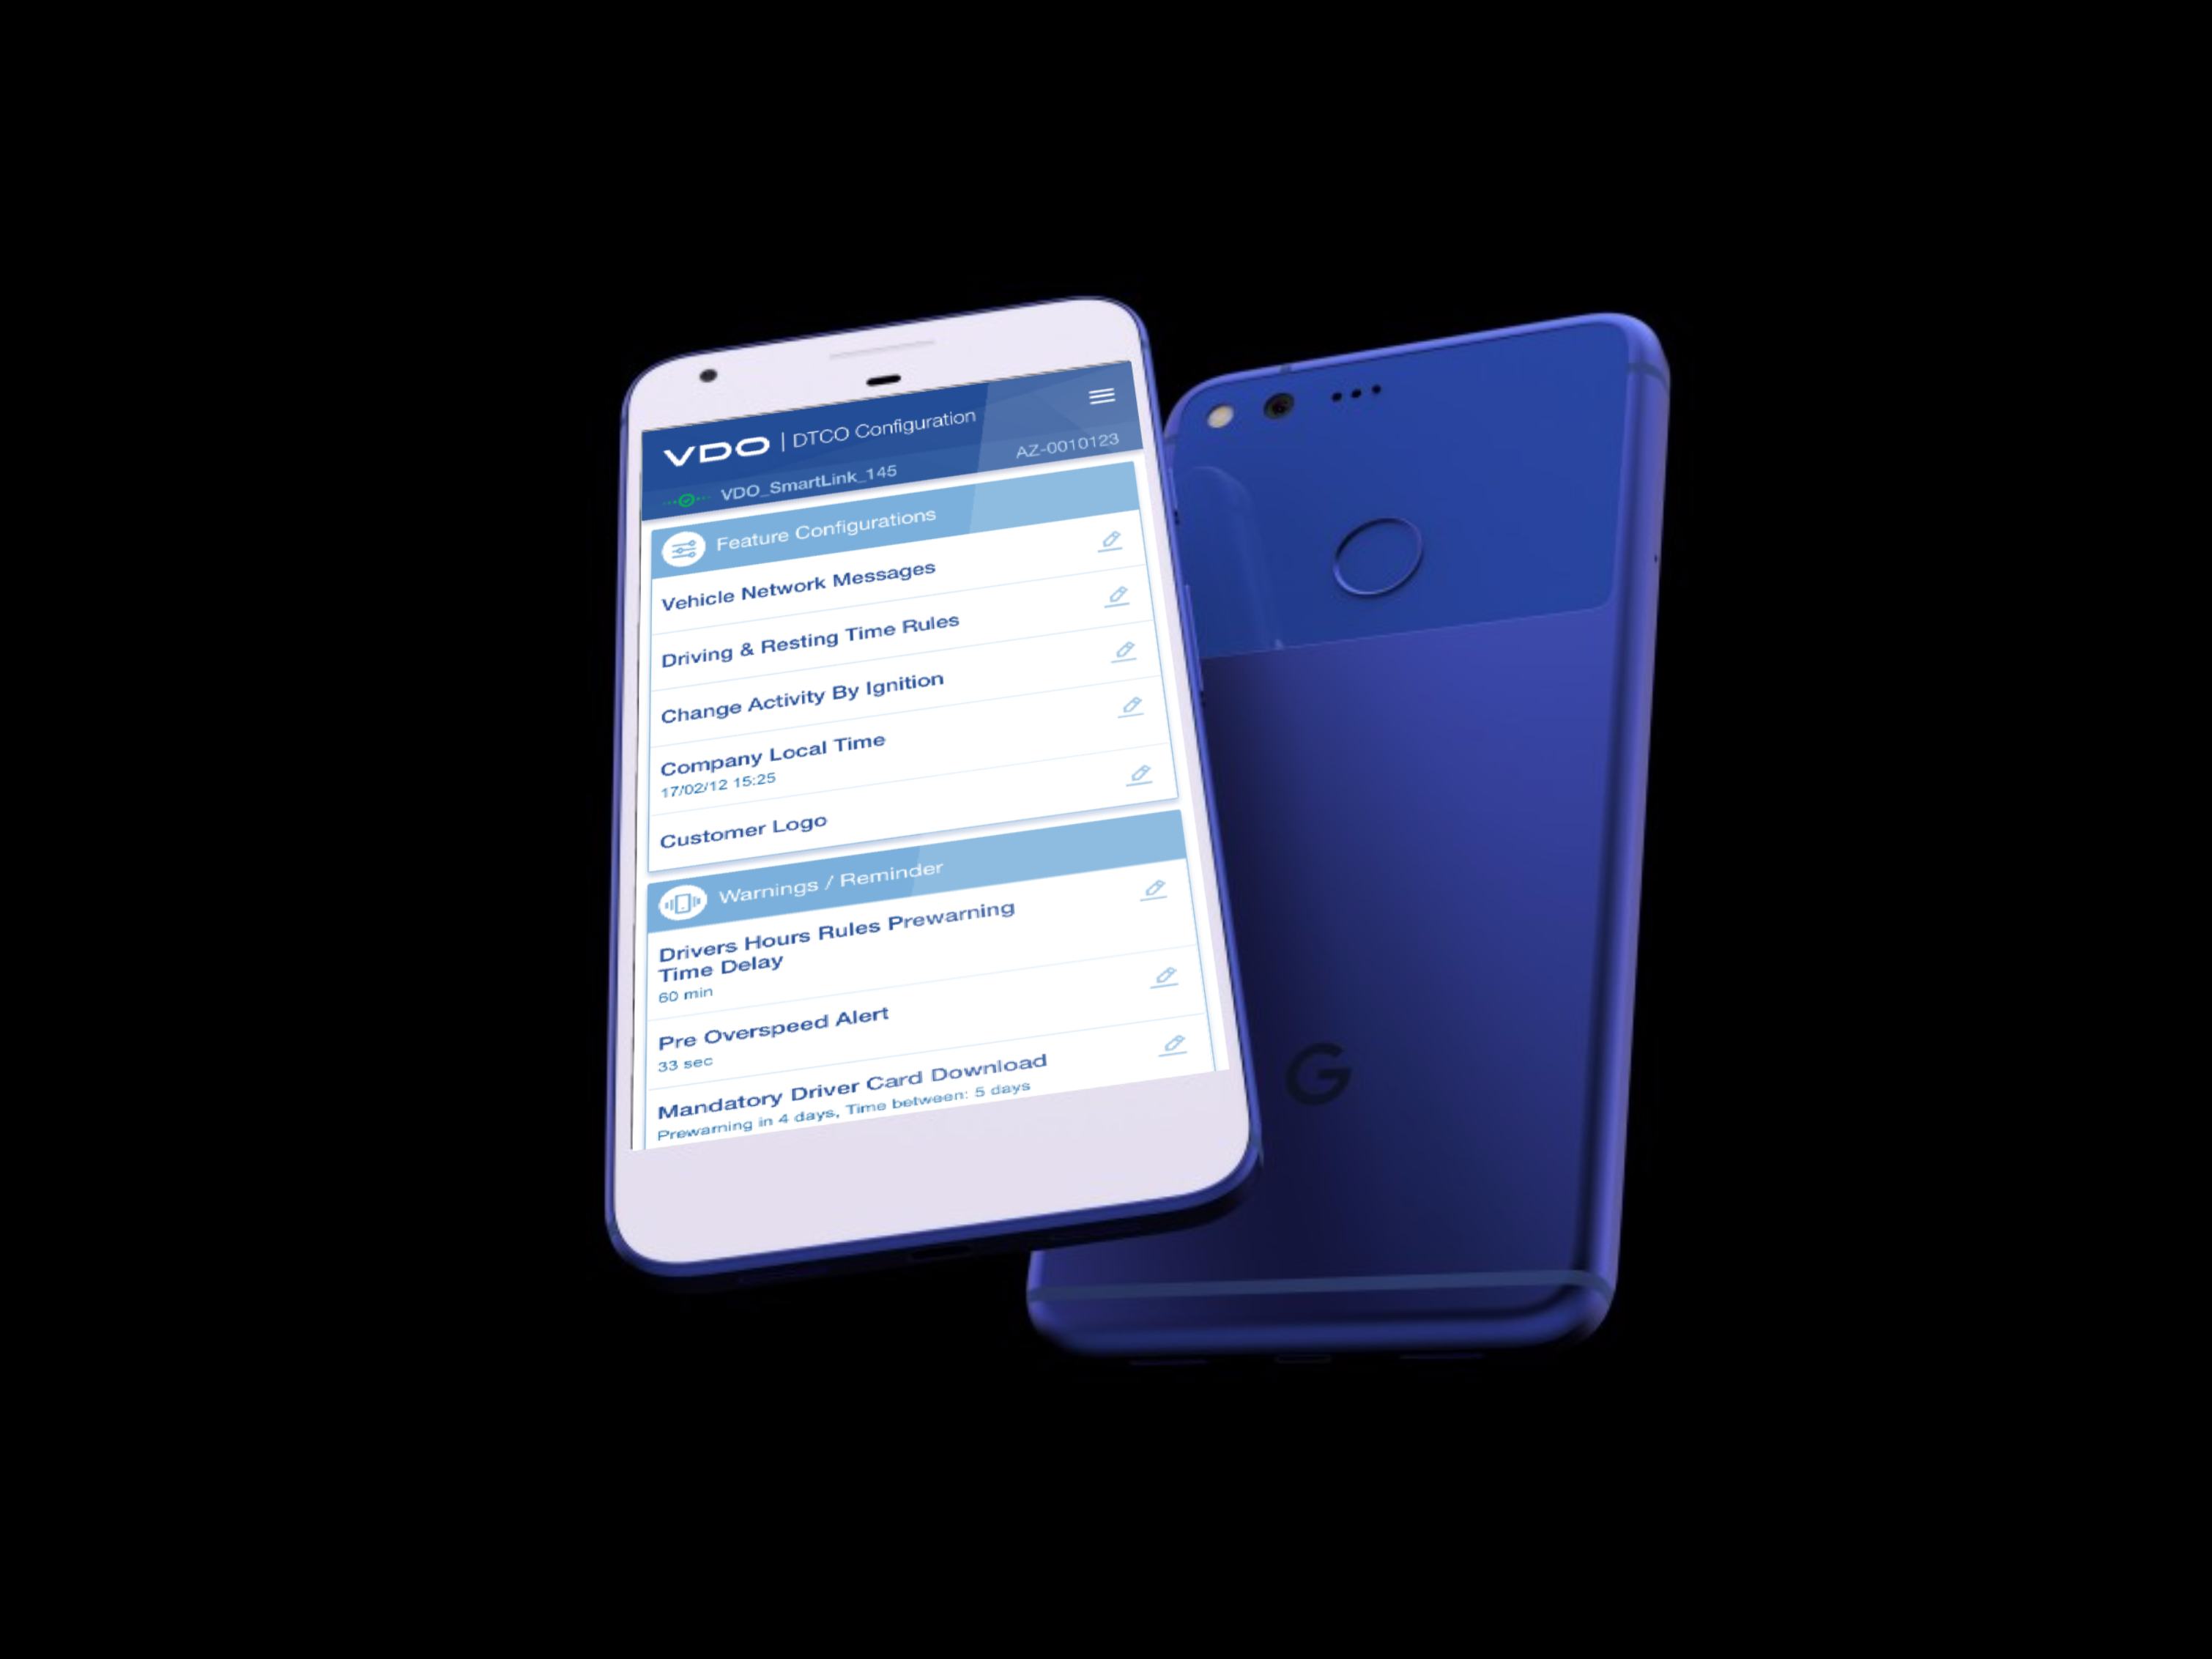 VDO | DTCO Configuration
VDO_SmartLink_145 AZ-0010123
Feature Configurations
Vehicle Network Messages
Driving & Resting Time Rules
Change Activity By Ignition
Company Local Time
17/02/12 15:25
Customer Logo
Warnings / Reminder
Drivers Hours Rules Prewarning
Time Delay
60 min
Pre Overspeed Alert
33 sec
Mandatory Driver Card Download
Prewarning in 4 days, Time between: 5 days
G